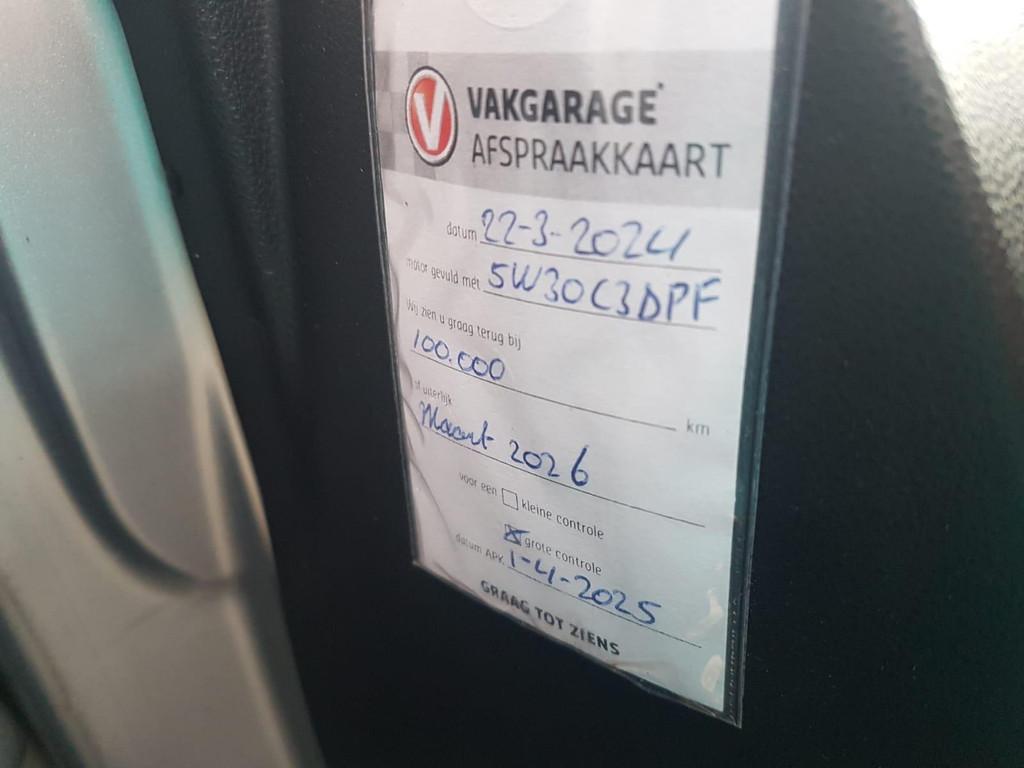 V
VAKGARAGE
AFSPRAAKKAART
datum 22-3-2024
motor gevuld met 5W30C3DPF
Wij zien u graag terug bij
100.000 km
of uiterlijk
Maart 2026
voor een kleine controle
grote controle
datum APK 1-4-2025
GRAAG TOT ZIENS